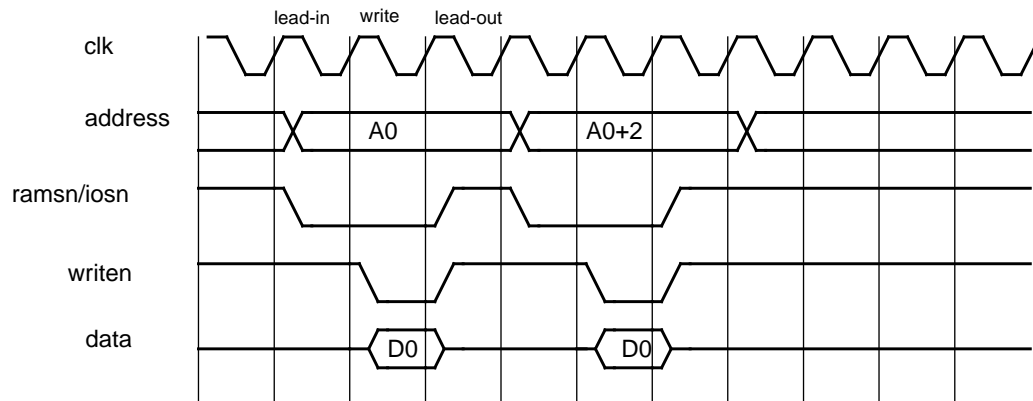 lead-in write lead-out
clk
address A0 A0+2
ramsn/iosn
writen
data D0 D0